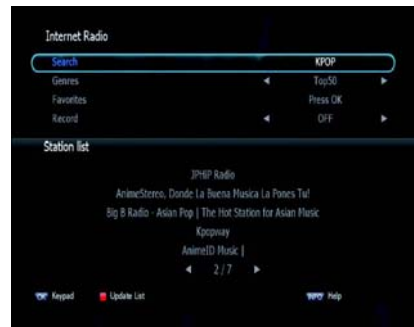 Internet Radio
Search KPOP
Genres ◀ Top50 ▶
Favorites Press OK
Record ◀ OFF ▶
Station list
JPHiP Radio
AnimeStereo, Donde La Buena Musica La Pones Tu!
Big B Radio - Asian Pop | The Hot Station for Asian Music
Kpopway
AnimeID Music |
◀ 2/7 ▶
Keypad Update List Help